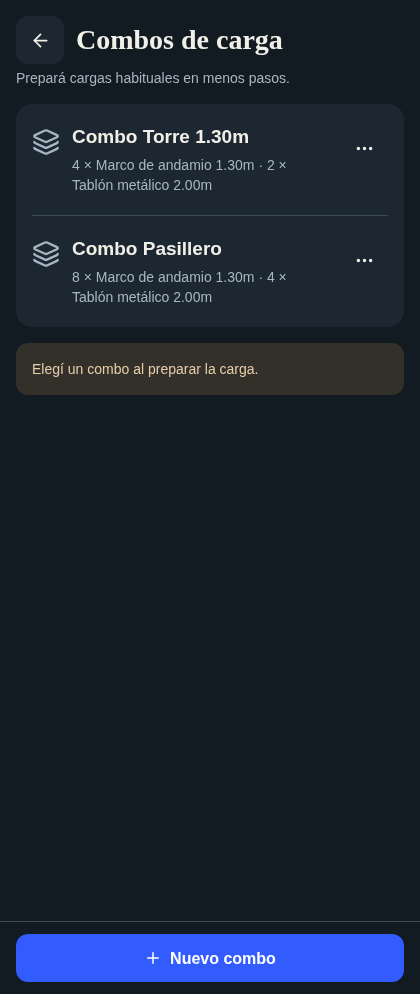 Combos de carga
Prepará cargas habituales en menos pasos.
Combo Torre 1.30m
4 × Marco de andamio 1.30m · 2 ×
Tablón metálico 2.00m
Combo Pasillero
8 × Marco de andamio 1.30m · 4 ×
Tablón metálico 2.00m
Elegí un combo al preparar la carga.
Nuevo combo